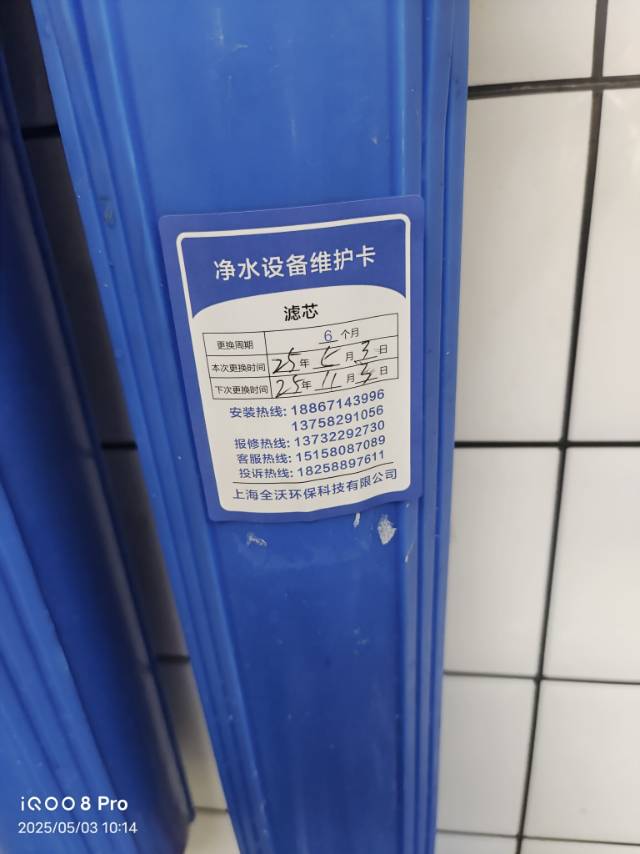 净水设备维护卡
滤芯
更换周期 6 个月
本次更换时间 25年 5 月 3 日
下次更换时间 25年 11 月 3 日
安装热线: 18867143996
13758291056
报修热线: 13732292730
客服热线: 15158087089
投诉热线: 18258897611
上海全沃环保科技有限公司
iQOO 8 Pro
2025/05/03 10:14